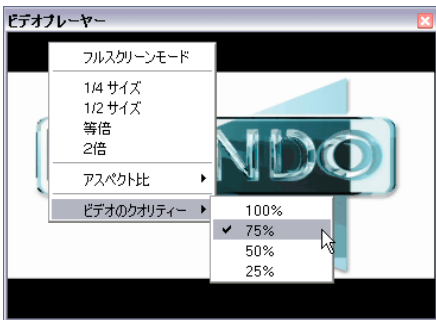 ビデオプレーヤー
フルスクリーンモード
1/4 サイズ
1/2 サイズ
等倍
2倍
アスペクト比
ビデオのクオリティー
100%
75%
50%
25%
NDO